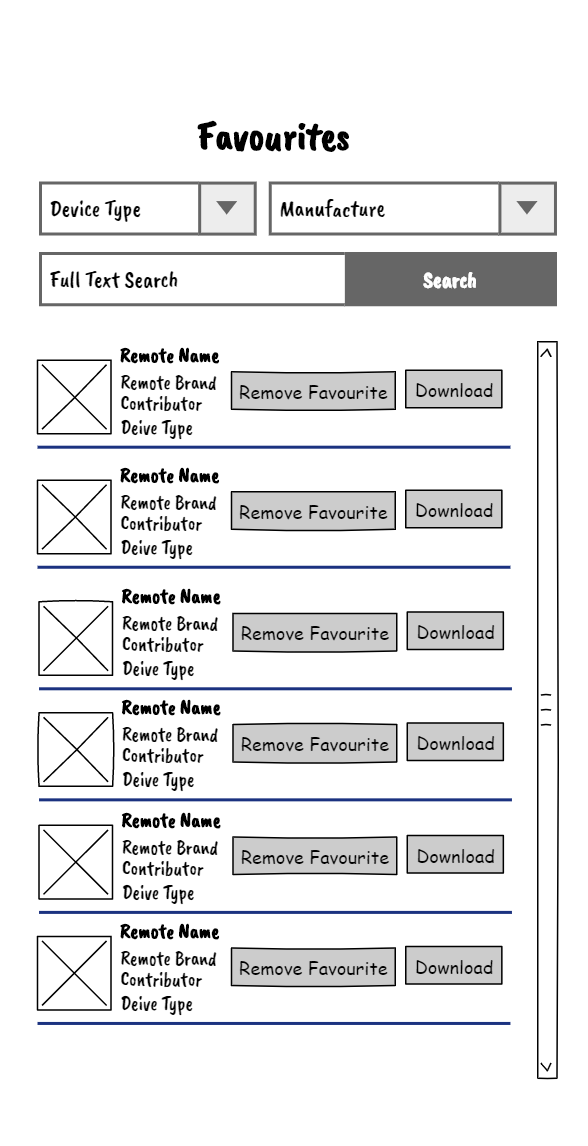 Favourites
Device Type
Manufacture
Full Text Search
Search
Remote Name
Remote Brand
Contributor
Deive Type
Remove Favourite
Download
Remote Name
Remote Brand
Contributor
Deive Type
Remove Favourite
Download
Remote Name
Remote Brand
Contributor
Deive Type
Remove Favourite
Download
Remote Name
Remote Brand
Contributor
Deive Type
Remove Favourite
Download
Remote Name
Remote Brand
Contributor
Deive Type
Remove Favourite
Download
Remote Name
Remote Brand
Contributor
Deive Type
Remove Favourite
Download